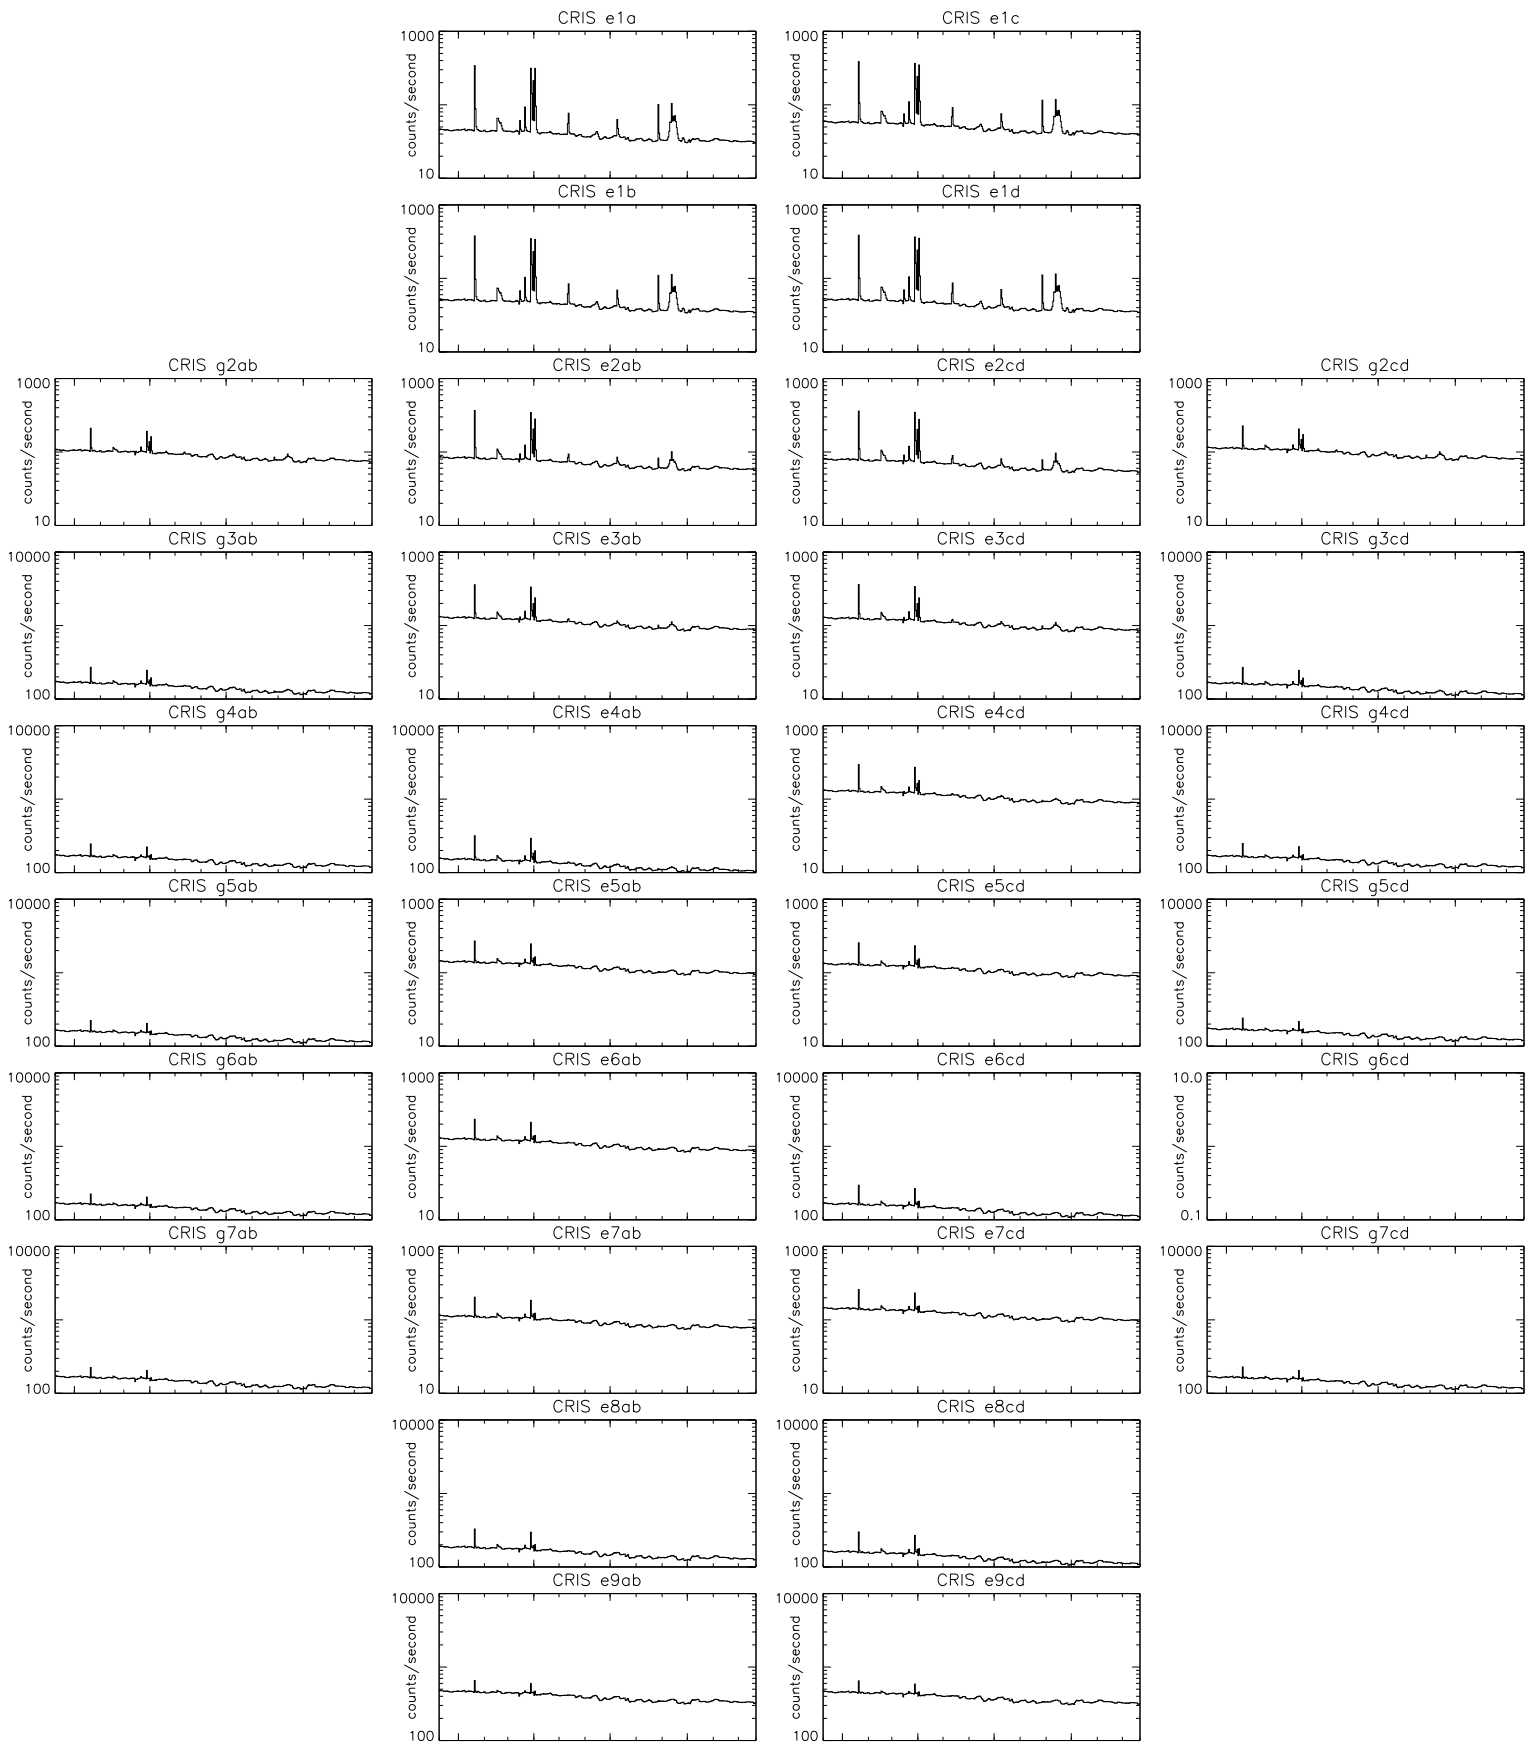 CRIS e1a
CRIS e1c
1000
counts/second
10
1000
counts/second
10
CRIS e1b
CRIS e1d
1000
counts/second
10
1000
counts/second
10
CRIS g2ab
CRIS e2ab
CRIS e2cd
CRIS g2cd
1000
counts/second
10
1000
counts/second
10
1000
counts/second
10
1000
counts/second
10
CRIS g3ab
CRIS e3ab
CRIS e3cd
CRIS g3cd
10000
counts/second
100
1000
counts/second
10
1000
counts/second
10
10000
counts/second
100
CRIS g4ab
CRIS e4ab
CRIS e4cd
CRIS g4cd
10000
counts/second
100
10000
counts/second
100
1000
counts/second
10
10000
counts/second
100
CRIS g5ab
CRIS e5ab
CRIS e5cd
CRIS g5cd
10000
counts/second
100
1000
counts/second
10
1000
counts/second
10
10000
counts/second
100
CRIS g6ab
CRIS e6ab
CRIS e6cd
CRIS g6cd
10000
counts/second
100
1000
counts/second
10
10000
counts/second
100
10.0
counts/second
0.1
CRIS g7ab
CRIS e7ab
CRIS e7cd
CRIS g7cd
10000
counts/second
100
1000
counts/second
10
1000
counts/second
10
10000
counts/second
100
CRIS e8ab
CRIS e8cd
10000
counts/second
100
10000
counts/second
100
CRIS e9ab
CRIS e9cd
10000
counts/second
100
10000
counts/second
100